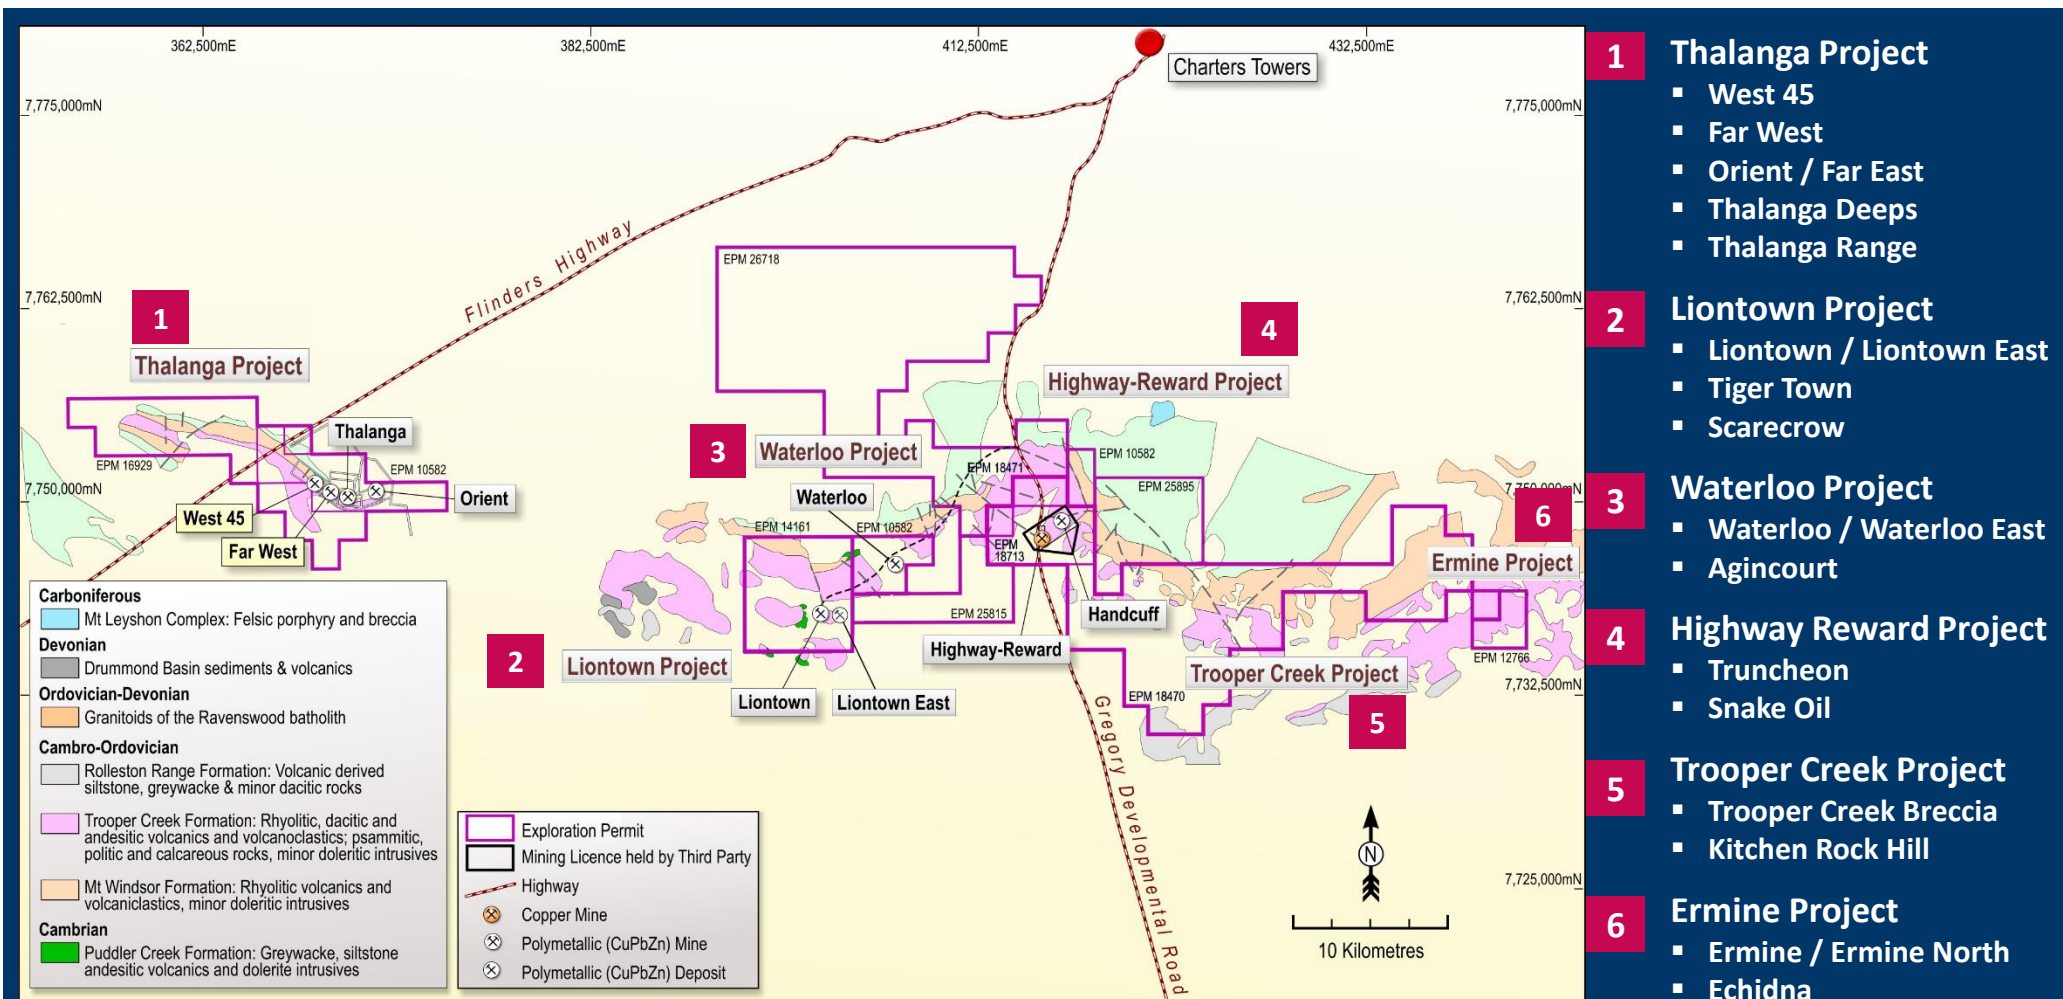 362,500mE
382,500mE
412,500mE
432,500mE
Charters Towers
7,775,000mN
7,775,000mN
Flinders Highway
EPM 26718
7,762,500mN
7,762,500mN
1
Thalanga Project
4
Highway-Reward Project
3
Waterloo Project
Thalanga
EPM 16929
EPM 10582
EPM 18471
EPM 10582
EPM 25895
7,750,000mN
7,750,000mN
Orient
West 45
Far West
Waterloo
EPM 14161
EPM 10582
EPM
18713
6
Ermine Project
EPM 25815
Handcuff
Highway-Reward
2
Liontown Project
Liontown
Liontown East
Trooper Creek Project
EPM 12766
EPM 18470
7,732,500mN
5
Gregory Developmental Road
7,725,000mN
N
10 Kilometres
Carboniferous
Mt Leyshon Complex: Felsic porphyry and breccia
Devonian
Drummond Basin sediments & volcanics
Ordovician-Devonian
Granitoids of the Ravenswood batholith
Cambro-Ordovician
Rolleston Range Formation: Volcanic derived
siltstone, greywacke & minor dacitic rocks
Trooper Creek Formation: Rhyolitic, dacitic and
andesitic volcanics and volcanoclastics; psammitic,
politic and calcareous rocks, minor doleritic intrusives
Mt Windsor Formation: Rhyolitic volcanics and
volcaniclastics, minor doleritic intrusives
Cambrian
Puddler Creek Formation: Greywacke, siltstone
andesitic volcanics and dolerite intrusives
Exploration Permit
Mining Licence held by Third Party
Highway
Copper Mine
Polymetallic (CuPbZn) Mine
Polymetallic (CuPbZn) Deposit
1 Thalanga Project
▪ West 45
▪ Far West
▪ Orient / Far East
▪ Thalanga Deeps
▪ Thalanga Range
2 Liontown Project
▪ Liontown / Liontown East
▪ Tiger Town
▪ Scarecrow
3 Waterloo Project
▪ Waterloo / Waterloo East
▪ Agincourt
4 Highway Reward Project
▪ Truncheon
▪ Snake Oil
5 Trooper Creek Project
▪ Trooper Creek Breccia
▪ Kitchen Rock Hill
6 Ermine Project
▪ Ermine / Ermine North
▪ Echidna